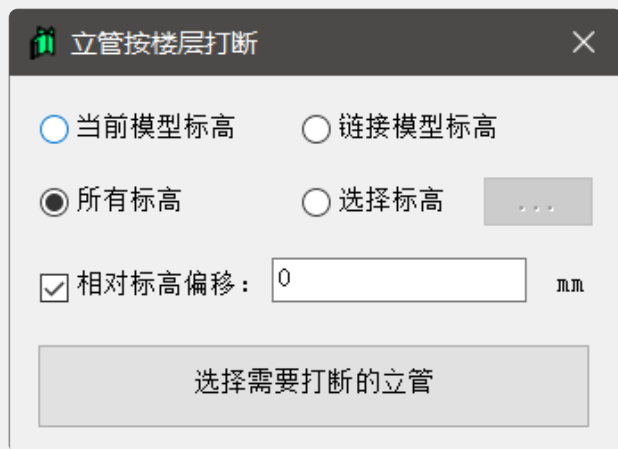 立管按楼层打断
当前模型标高 链接模型标高
所有标高 选择标高 ...
相对标高偏移: 0 mm
选择需要打断的立管